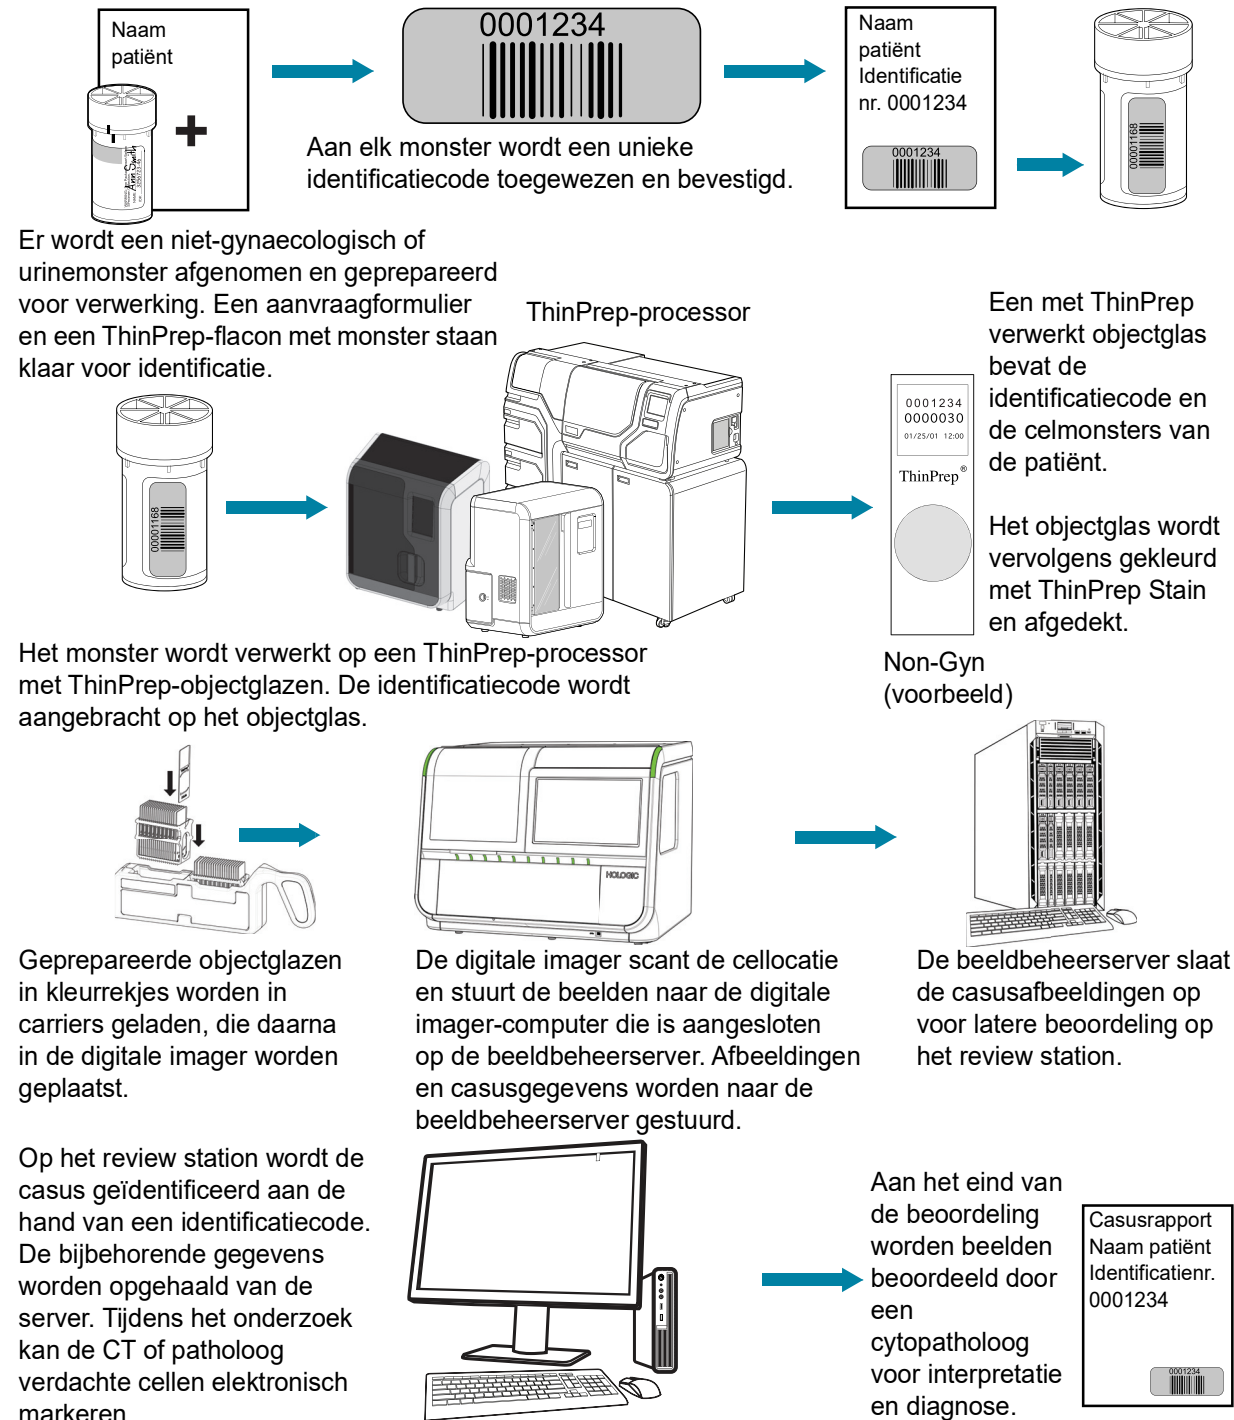 Naam
patiënt
Ann Smith
0001234
Aan elk monster wordt een unieke
identificatiecode toegewezen en bevestigd.
Naam
patiënt
Identificatie
nr. 0001234
0001234
00001168
Er wordt een niet-gynaecologisch of
urinemonster afgenomen en geprepareerd
voor verwerking. Een aanvraagformulier
en een ThinPrep-flacon met monster staan
klaar voor identificatie.
00001168
ThinPrep-processor
0001234
0000030
01/25/01 12:00
ThinPrep®
Een met ThinPrep
verwerkt objectglas
bevat de
identificatiecode en
de celmonsters van
de patiënt.
Het objectglas wordt
vervolgens gekleurd
met ThinPrep Stain
en afgedekt.
Het monster wordt verwerkt op een ThinPrep-processor
met ThinPrep-objectglazen. De identificatiecode wordt
aangebracht op het objectglas.
Non-Gyn
(voorbeeld)
HOLOGIC
Geprepareerde objectglazen
in kleurrekjes worden in
carriers geladen, die daarna
in de digitale imager worden
geplaatst.
De digitale imager scant de cellocatie
en stuurt de beelden naar de digitale
imager-computer die is aangesloten
op de beeldbeheerserver. Afbeeldingen
en casusgegevens worden naar de
beeldbeheerserver gestuurd.
De beeldbeheerserver slaat
de casusafbeeldingen op
voor latere beoordeling op
het review station.
Op het review station wordt de
casus geïdentificeerd aan de
hand van een identificatiecode.
De bijbehorende gegevens
worden opgehaald van de
server. Tijdens het onderzoek
kan de CT of patholoog
verdachte cellen elektronisch
markeren
Aan het eind van
de beoordeling
worden beelden
beoordeeld door
een
cytopatholoog
voor interpretatie
en diagnose.
Casusrapport
Naam patiënt
Identificatienr.
0001234
0001234